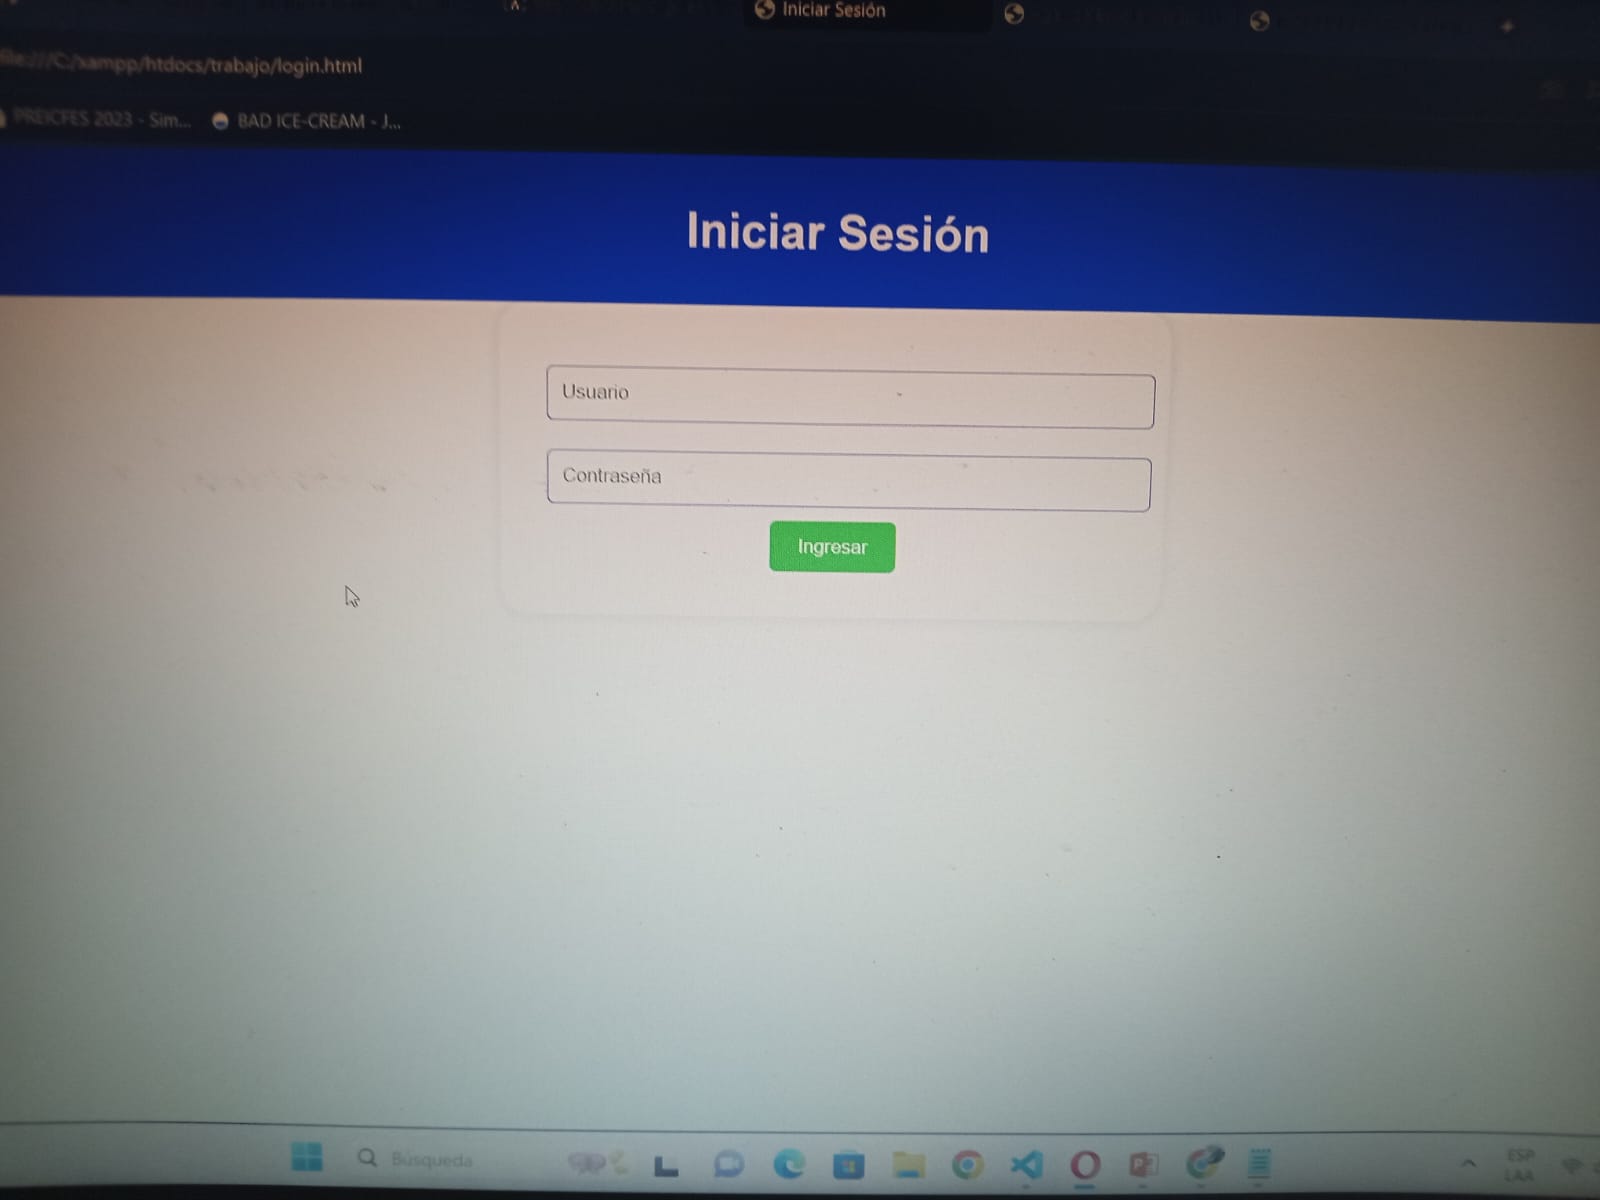 Iniciar Sesión
file:///C:/xampp/htdocs/trabajo/login.html
PREICFES 2023 - Sim...
BAD ICE-CREAM - J...
Iniciar Sesión
Usuario
Contraseña
Ingresar
Búsqueda
ESP
LAA